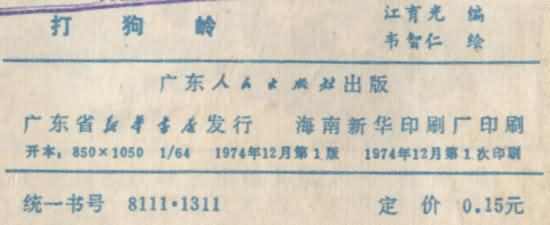 打狗岭 江育光 编
韦智仁 绘
广东人民出版社出版
广东省新华书店发行 海南新华印刷厂印刷
开本：850×1050 1/64 1974年12月第1版 1974年12月第1次印刷
统一书号 8111·1311 定价 0.15元